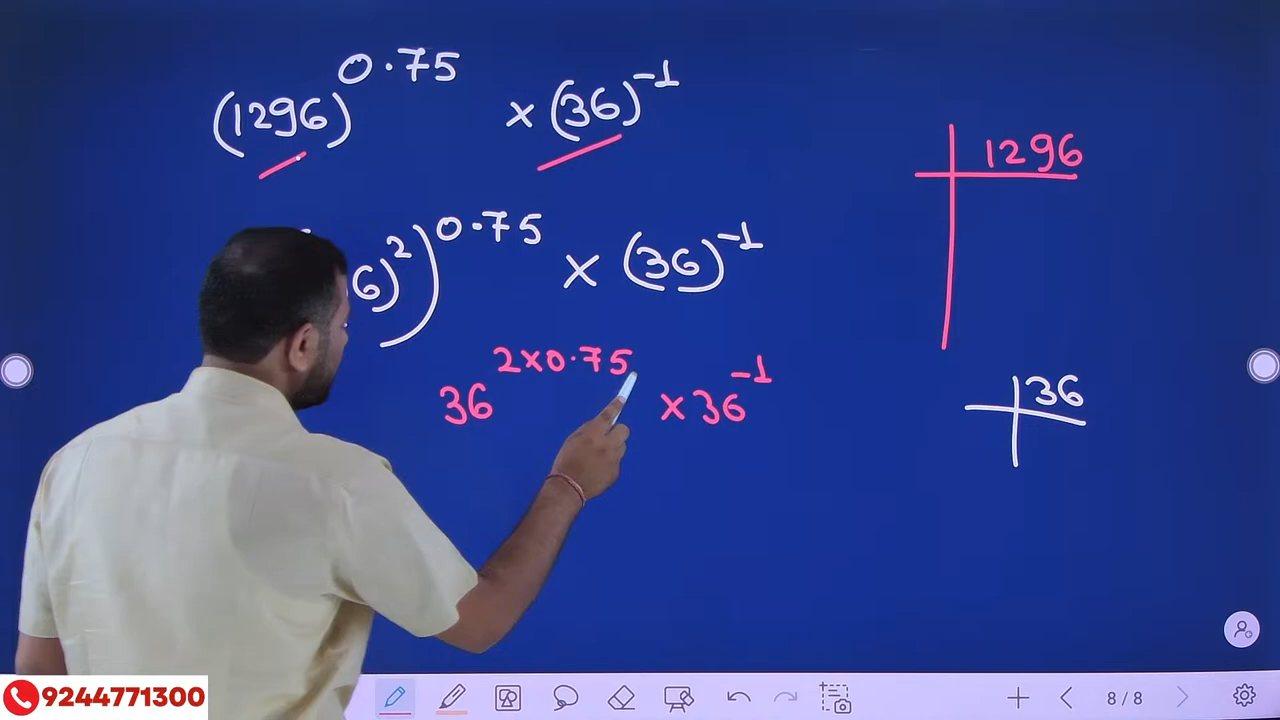 (1296)^0.75 × (36)^-1
1296
6)^2)^0.75 × (36)^-1
36^2×0.75 × 36^-1
36
9244771300
8/8